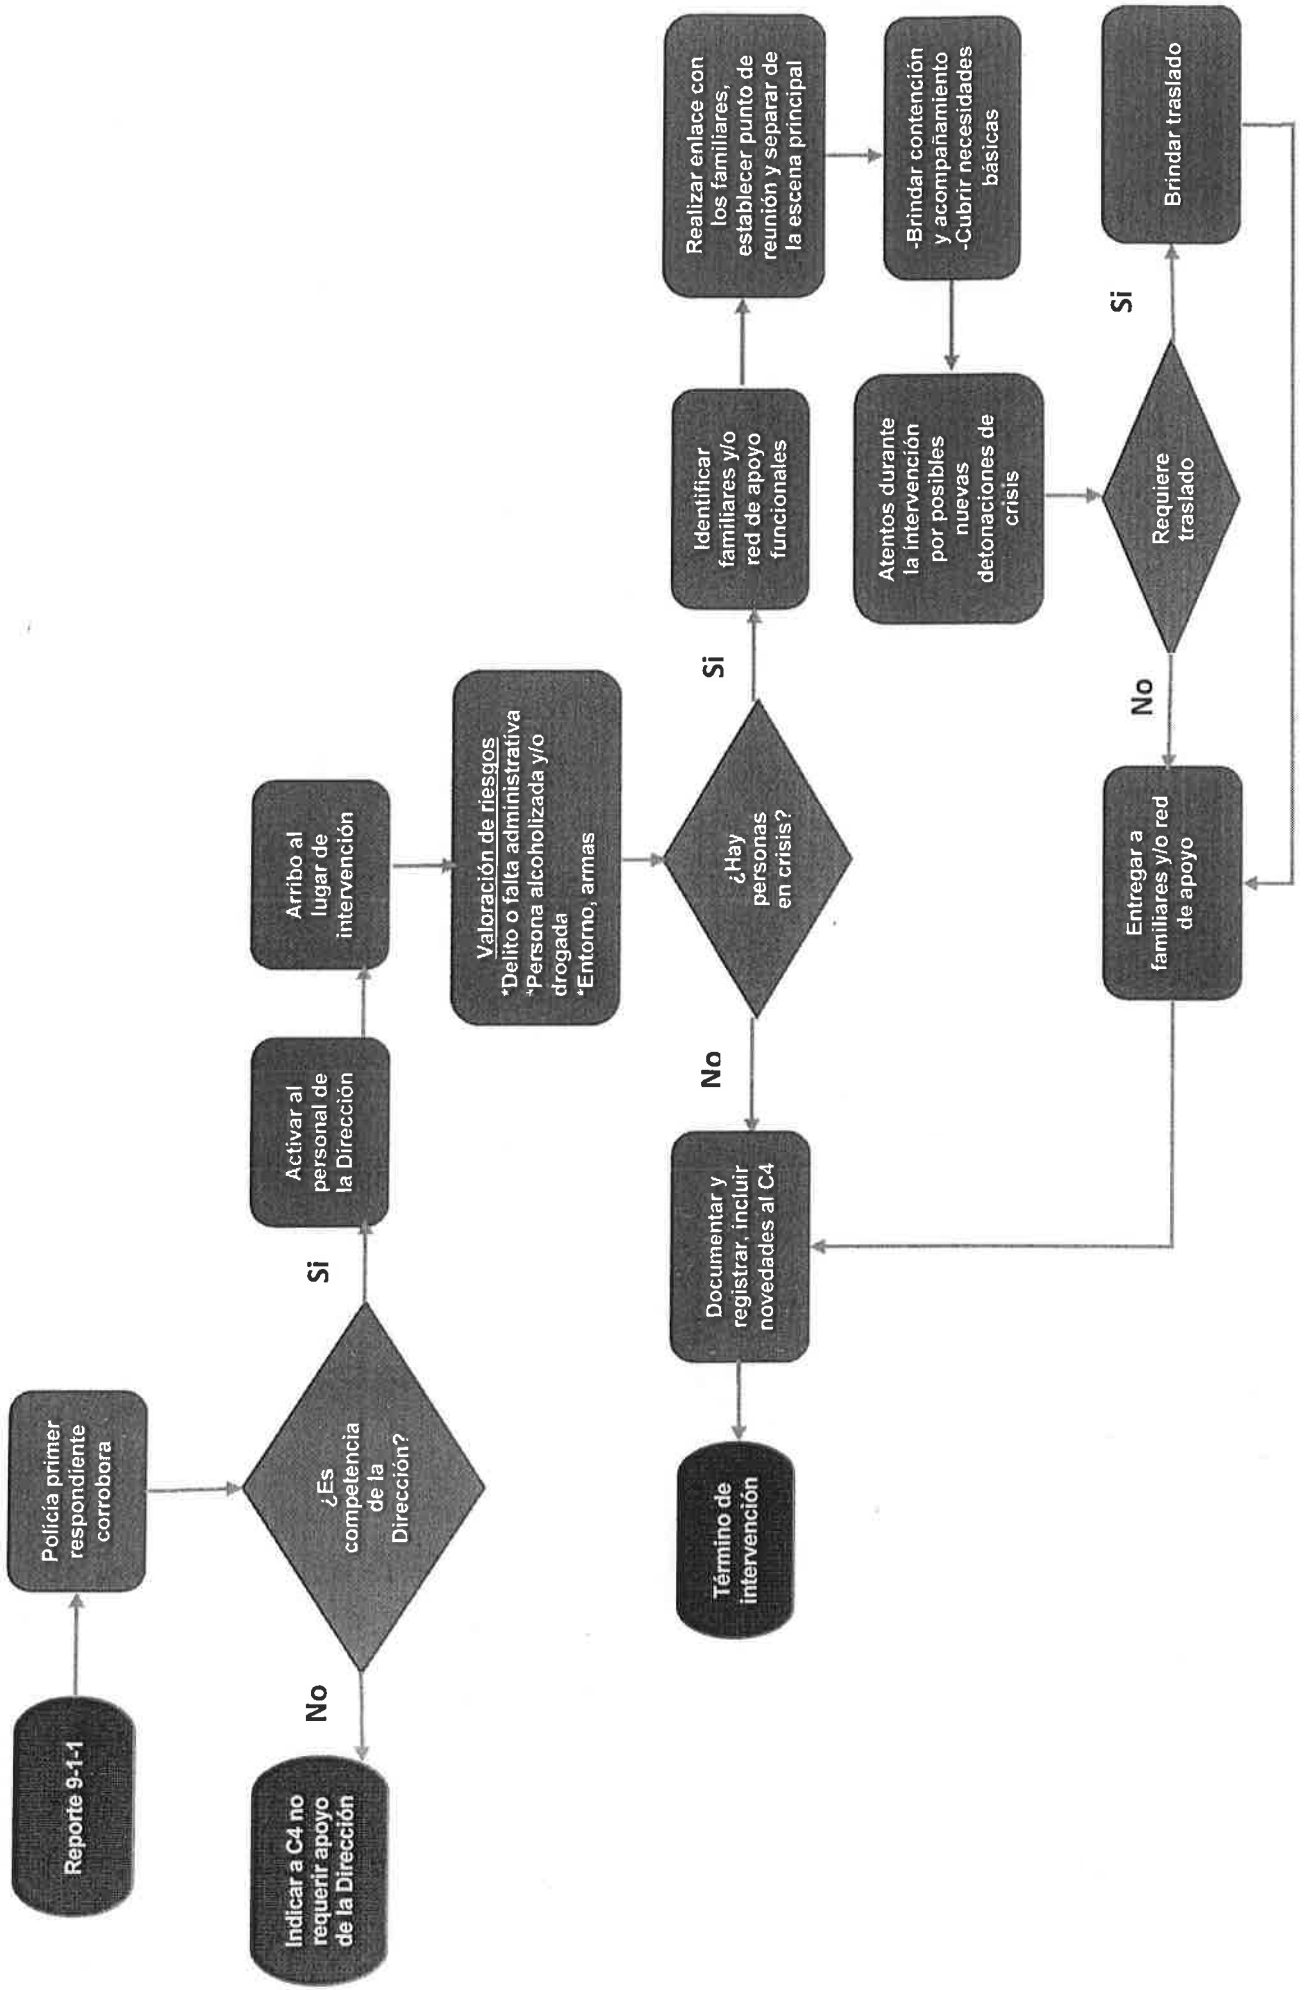 Reporte 9-1-1
Policía primer
respondiente
corrobora
¿Es
competencia
de la
Dirección?
No
Indicar a C4 no
requerir apoyo
de la Dirección
Si
Activar al
personal de
la Dirección
Arribo al
lugar de
intervención
Valoración de riesgos
*Delito o falta administrativa
*Persona alcoholizada y/o
drogada
*Entorno, armas
¿Hay
personas
en crisis?
Si
Identificar
familiares y/o
red de apoyo
funcionales
Realizar enlace con
los familiares,
establecer punto de
reunión y separar de
la escena principal
-Brindar contención
y acompañamiento
-Cubrir necesidades
básicas
Atentos durante
la intervención
por posibles
nuevas
detonaciones de
crisis
Requiere
traslado
Si
Brindar traslado
No
Entregar a
familiares y/o red
de apoyo
No
Documentar y
registrar, incluir
novedades al C4
Término de
intervención